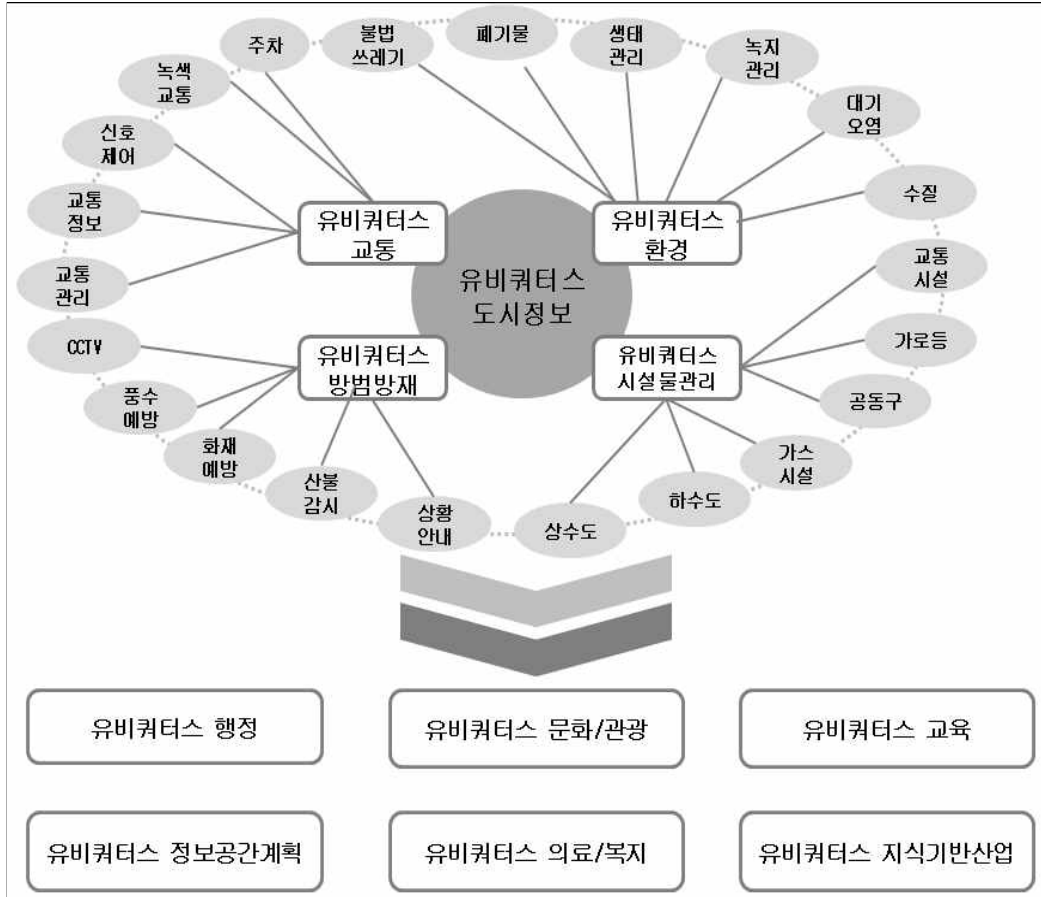 주차
불법
쓰레기
폐기물
생태
관리
녹지
관리
녹색
교통
대기
오염
신호
제어
수질
교통
정보
유비쿼터스
교통
유비쿼터스
환경
교통
시설
교통
관리
유비쿼터스
도시정보
CCTV
유비쿼터스
방범방재
유비쿼터스
시설물관리
가로등
풍수
예방
공동구
화재
예방
가스
시설
산불
감시
하수도
상황
안내
상수도
유비쿼터스 행정
유비쿼터스 문화/관광
유비쿼터스 교육
유비쿼터스 정보공간계획
유비쿼터스 의료/복지
유비쿼터스 지식기반산업